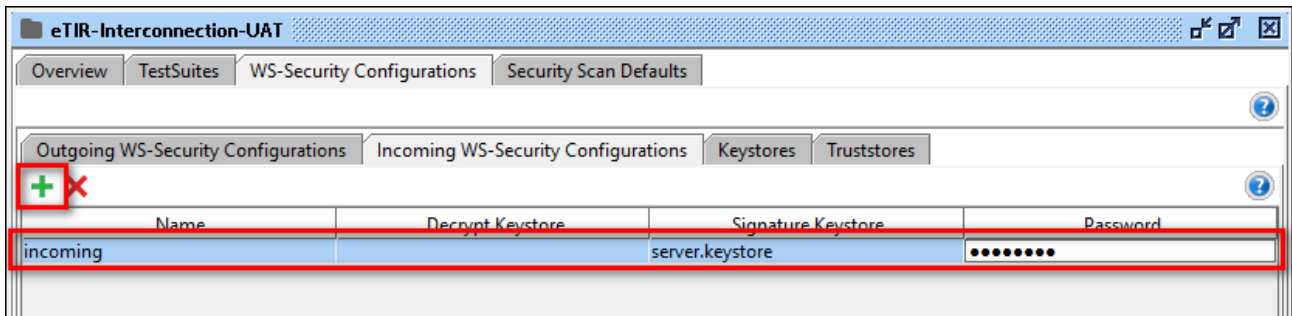 eTIR-Interconnection-UAT
Overview TestSuites WS-Security Configurations Security Scan Defaults
Outgoing WS-Security Configurations Incoming WS-Security Configurations Keystores Truststores
Name Decrypt Keystore Signature Keystore Password
incoming server.keystore ●●●●●●●●